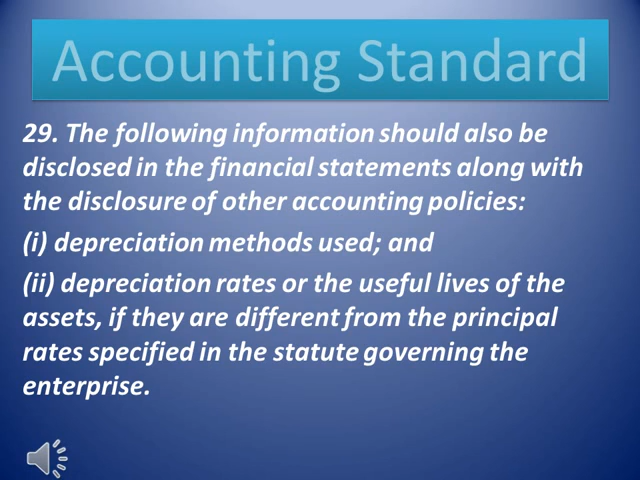 Accounting Standard
29. The following information should also be
disclosed in the financial statements along with
the disclosure of other accounting policies:
(i) depreciation methods used; and
(ii) depreciation rates or the useful lives of the
assets, if they are different from the principal
rates specified in the statute governing the
enterprise.